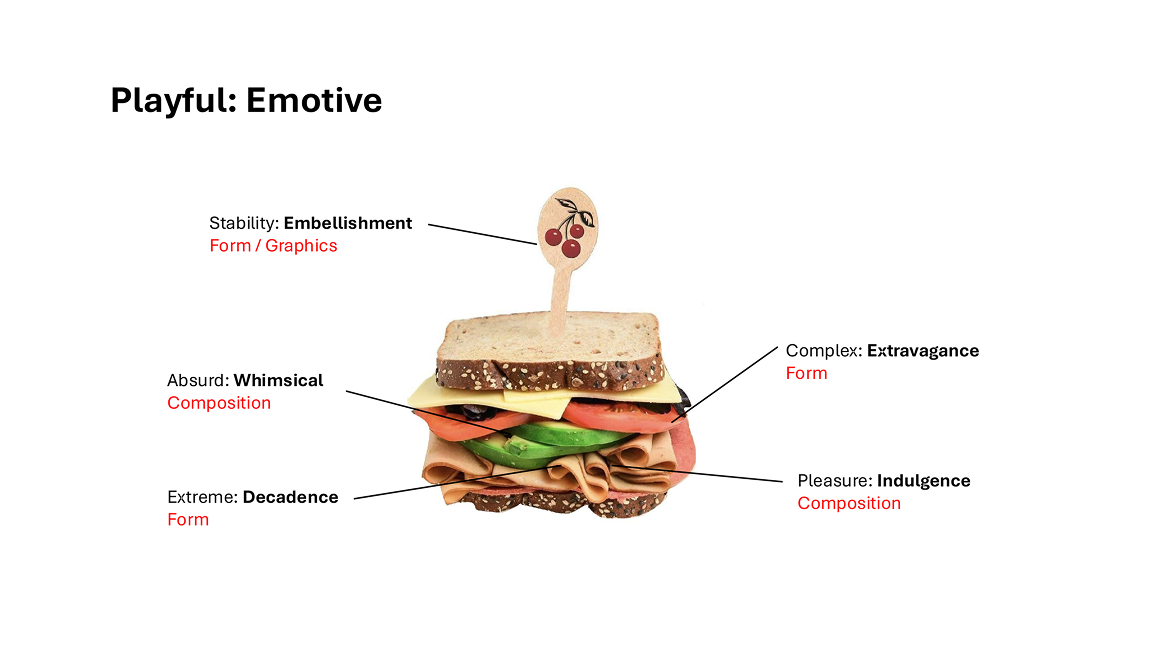 Playful: Emotive
Stability: Embellishment
Form / Graphics
Absurd: Whimsical
Composition
Extreme: Decadence
Form
Complex: Extravagance
Form
Pleasure: Indulgence
Composition